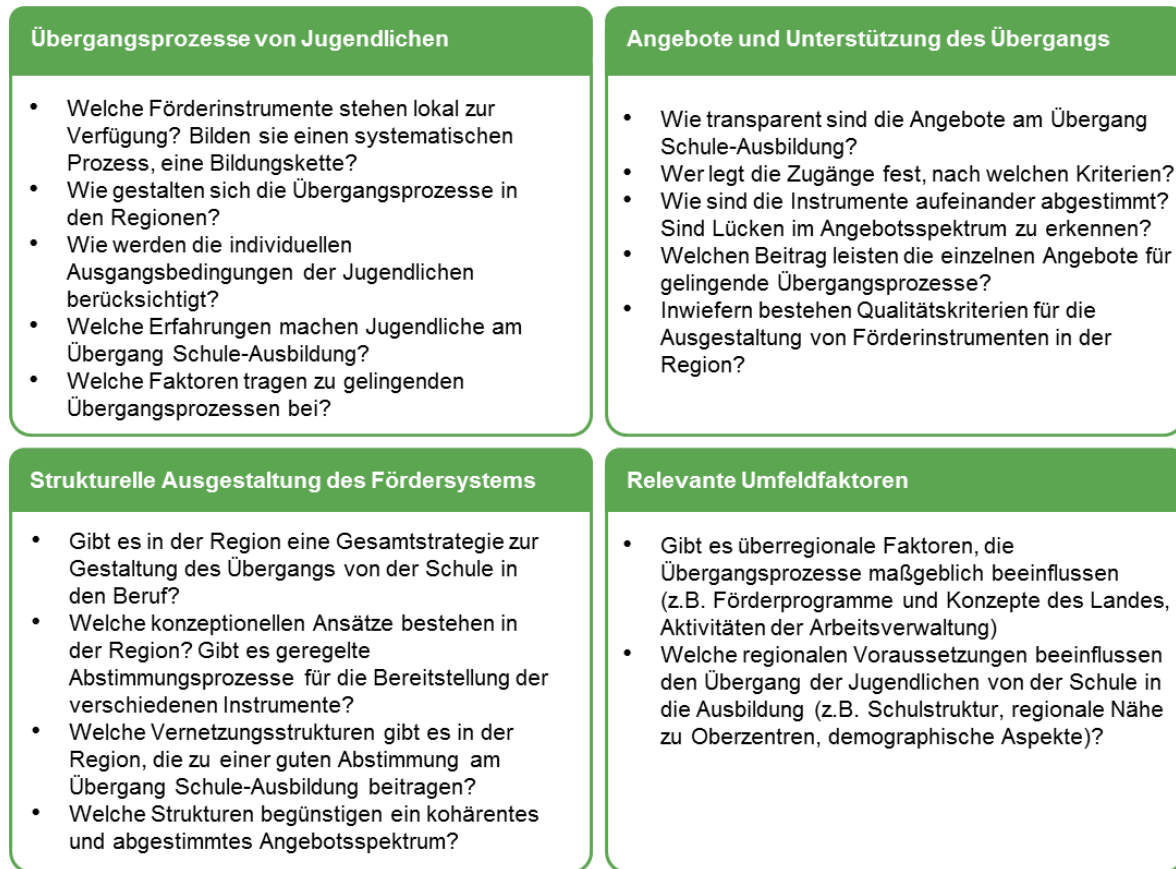 Übergangsprozesse von Jugendlichen
• Welche Förderinstrumente stehen lokal zur
Verfügung? Bilden sie einen systematischen
Prozess, eine Bildungskette?
• Wie gestalten sich die Übergangsprozesse in
den Regionen?
• Wie werden die individuellen
Ausgangsbedingungen der Jugendlichen
berücksichtigt?
• Welche Erfahrungen machen Jugendliche am
Übergang Schule-Ausbildung?
• Welche Faktoren tragen zu gelingenden
Übergangsprozessen bei?
Angebote und Unterstützung des Übergangs
• Wie transparent sind die Angebote am Übergang
Schule-Ausbildung?
• Wer legt die Zugänge fest, nach welchen Kriterien?
• Wie sind die Instrumente aufeinander abgestimmt?
Sind Lücken im Angebotsspektrum zu erkennen?
• Welchen Beitrag leisten die einzelnen Angebote für
gelingende Übergangsprozesse?
• Inwiefern bestehen Qualitätskriterien für die
Ausgestaltung von Förderinstrumenten in der
Region?
Strukturelle Ausgestaltung des Fördersystems
• Gibt es in der Region eine Gesamtstrategie zur
Gestaltung des Übergangs von der Schule in
den Beruf?
• Welche konzeptionellen Ansätze bestehen in
der Region? Gibt es geregelte
Abstimmungsprozesse für die Bereitstellung der
verschiedenen Instrumente?
• Welche Vernetzungsstrukturen gibt es in der
Region, die zu einer guten Abstimmung am
Übergang Schule-Ausbildung beitragen?
• Welche Strukturen begünstigen ein kohärentes
und abgestimmtes Angebotsspektrum?
Relevante Umfeldfaktoren
• Gibt es überregionale Faktoren, die
Übergangsprozesse maßgeblich beeinflussen
(z.B. Förderprogramme und Konzepte des Landes,
Aktivitäten der Arbeitsverwaltung)
• Welche regionalen Voraussetzungen beeinflussen
den Übergang der Jugendlichen von der Schule in
die Ausbildung (z.B. Schulstruktur, regionale Nähe
zu Oberzentren, demographische Aspekte)?